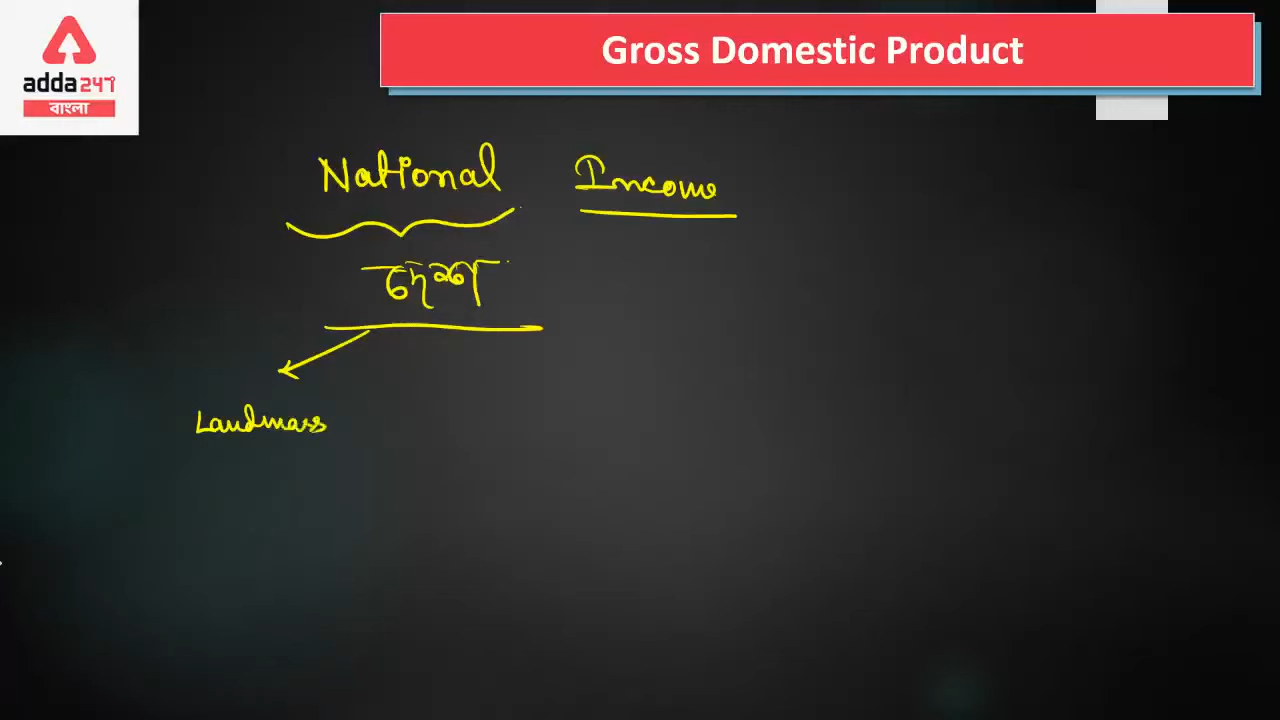 Gross Domestic Product
adda247
বাংলা
National Income
দেশ
Landmass